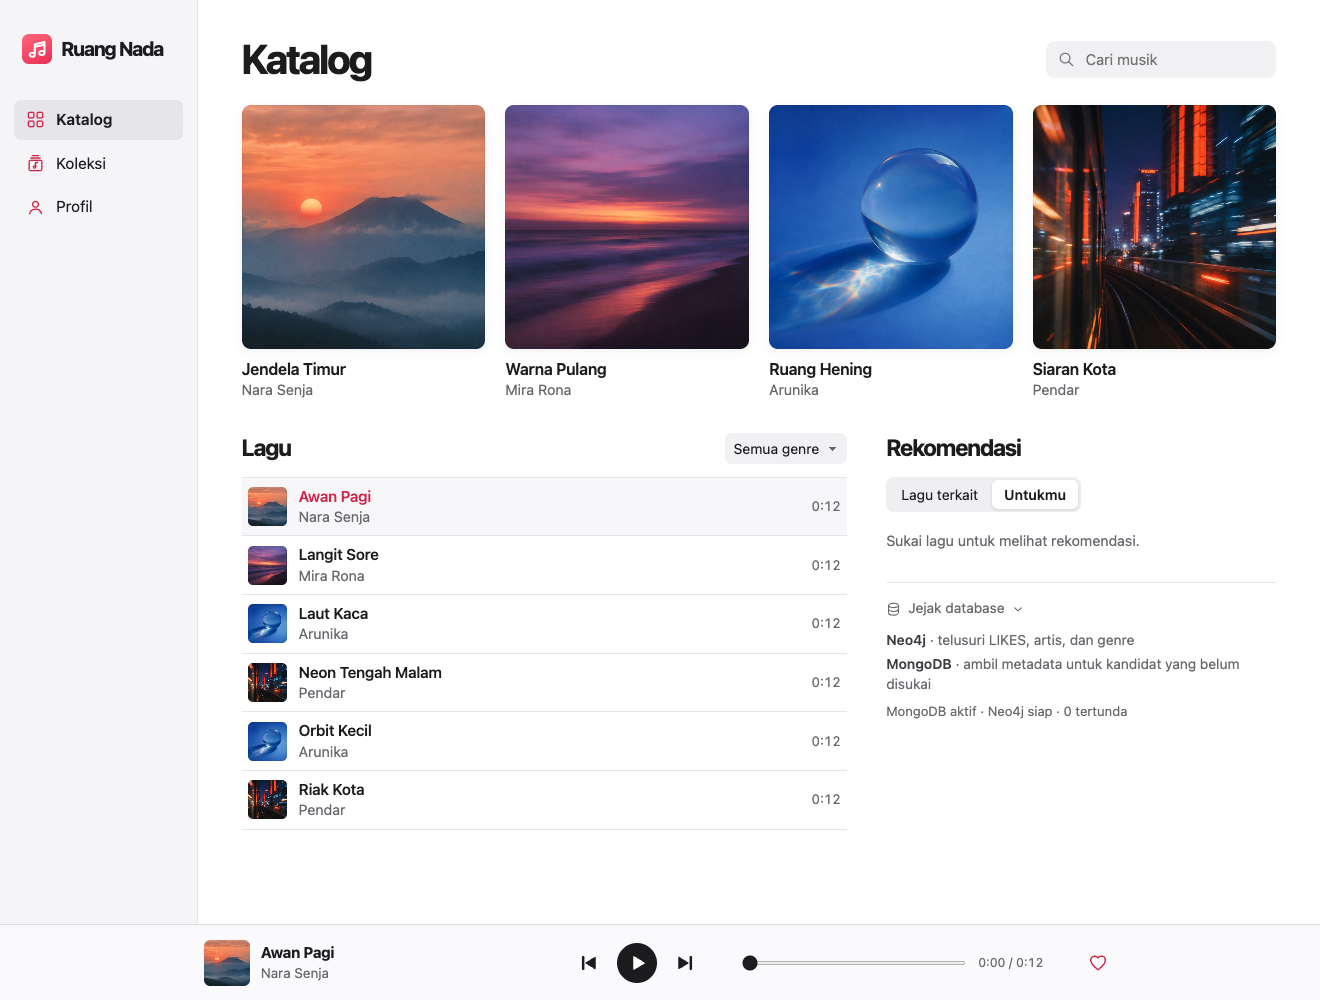 Ruang Nada
Katalog
Koleksi
Profil
Katalog
Cari musik
Jendela Timur
Nara Senja
Warna Pulang
Mira Rona
Ruang Hening
Arunika
Siaran Kota
Pendar
Lagu
Semua genre
Awan Pagi
Nara Senja
0:12
Langit Sore
Mira Rona
0:12
Laut Kaca
Arunika
0:12
Neon Tengah Malam
Pendar
0:12
Orbit Kecil
Arunika
0:12
Riak Kota
Pendar
0:12
Rekomendasi
Lagu terkait
Untukmu
Sukai lagu untuk melihat rekomendasi.
Jejak database
Neo4j · telusuri LIKES, artis, dan genre
MongoDB · ambil metadata untuk kandidat yang belum
disukai
MongoDB aktif · Neo4j siap · 0 tertunda
Awan Pagi
Nara Senja
0:00 / 0:12